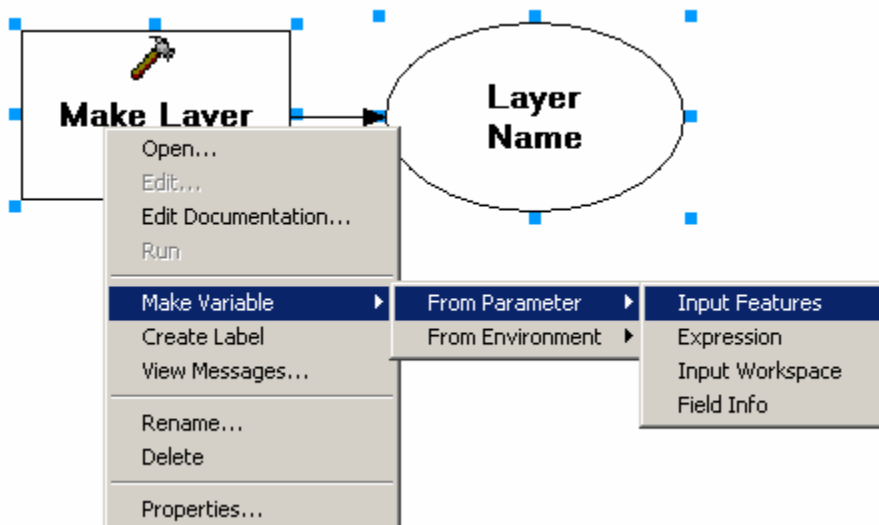 Make Layer
Layer
Name
Open...
Edit...
Edit Documentation...
Run
Make Variable
From Parameter
Input Features
Create Label
From Environment
Expression
View Messages...
Input Workspace
Field Info
Rename...
Delete
Properties...